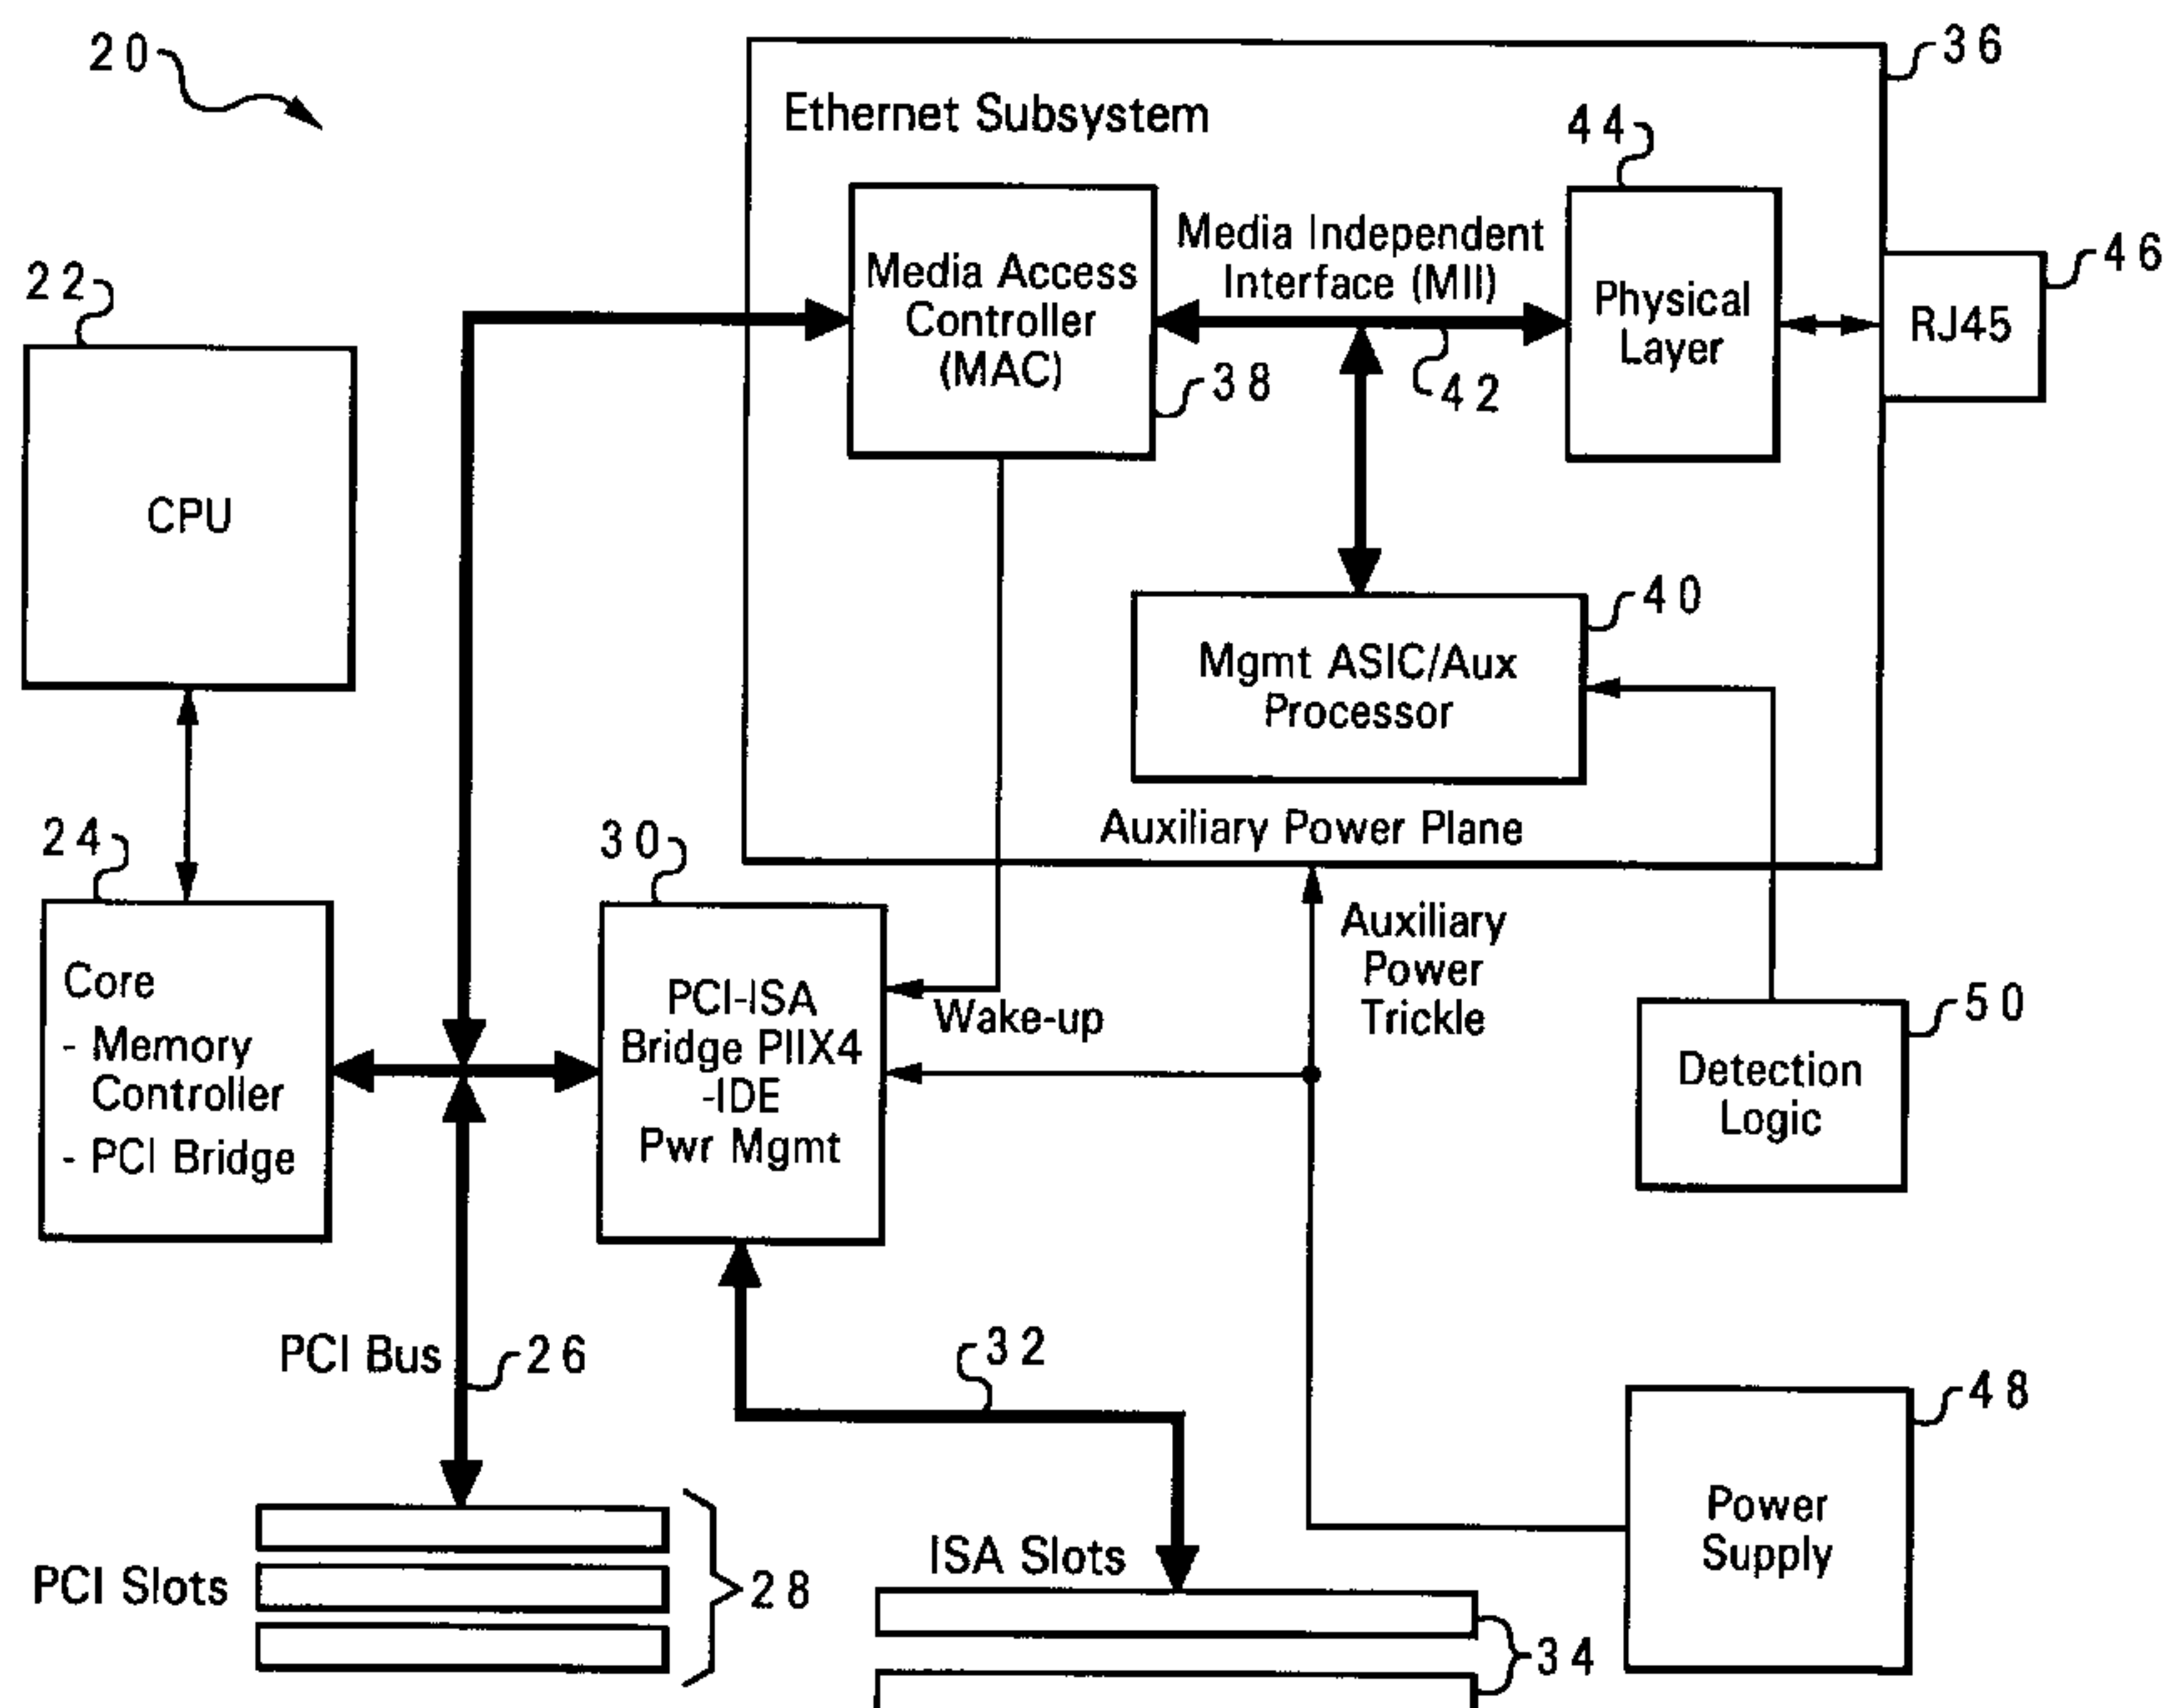 20
36
Ethernet Subsystem
44
Media Access
Controller
(MAC)
38
Media Independent
Interface (MII)
42
Physical
Layer
46
RJ45
22
CPU
40
Mgmt ASIC/Aux
Processor
Auxiliary Power Plane
24
Core
- Memory
Controller
- PCI Bridge
30
PCI-ISA
Bridge PIIX4
-IDE
Pwr Mgmt
Wake-up
Auxiliary
Power
Trickle
50
Detection
Logic
PCI Bus
26
32
48
Power
Supply
PCI Slots
28
ISA Slots
34